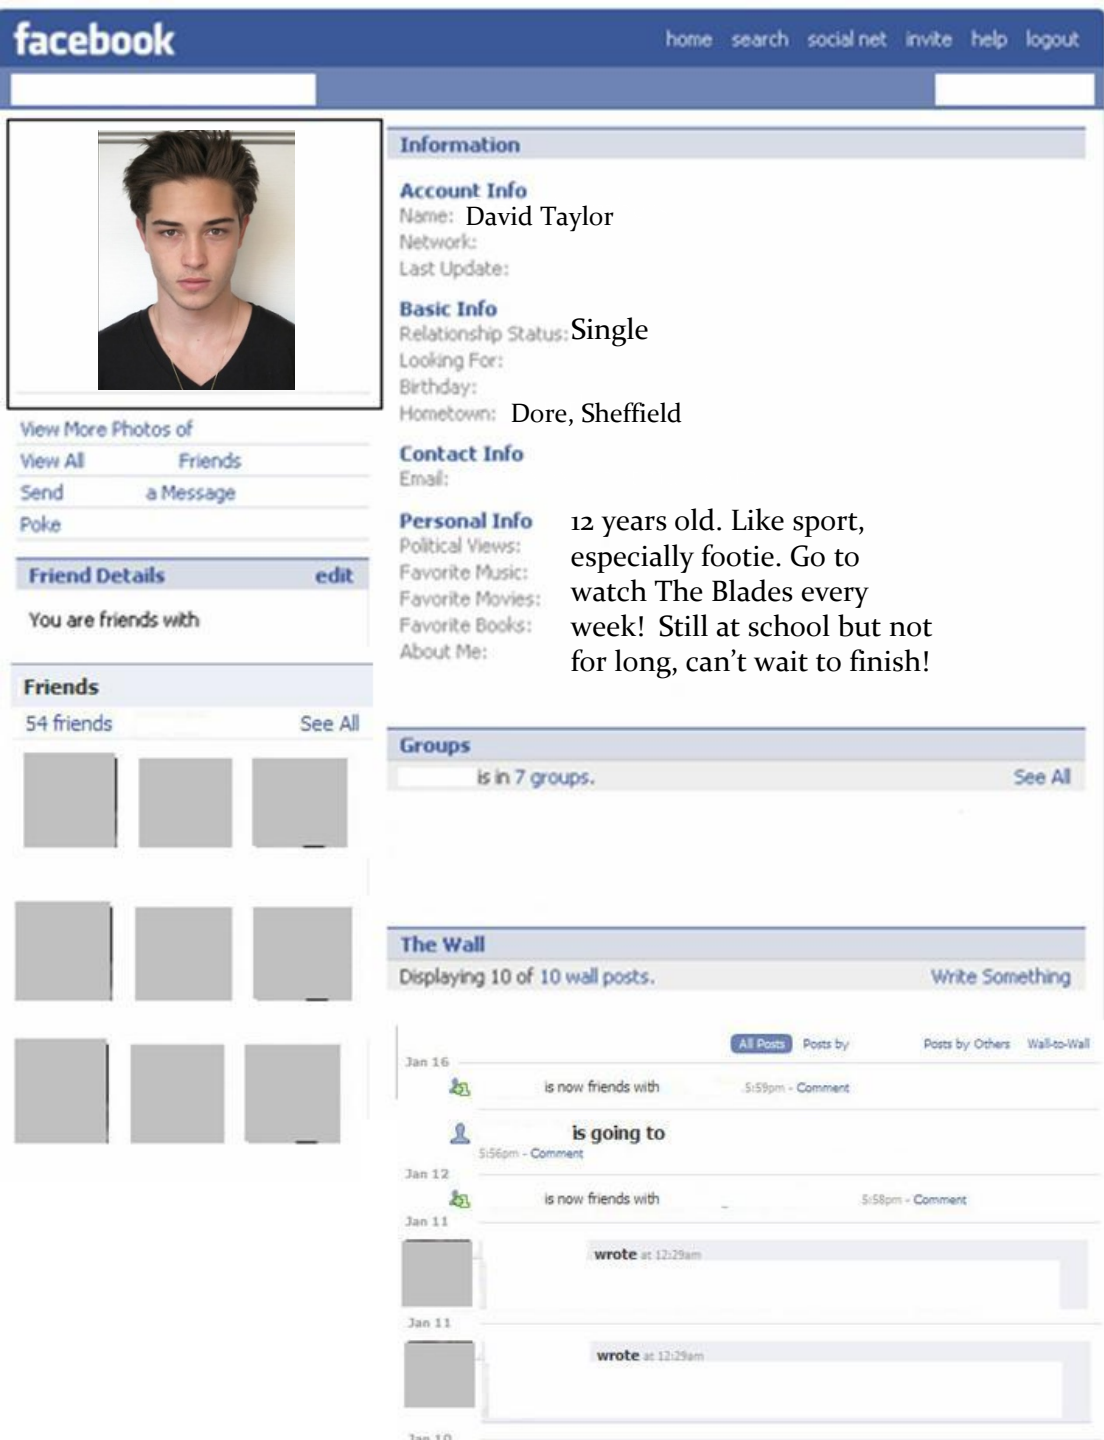 facebook
home search social net invite help logout
Information
Account Info
Name: David Taylor
Network:
Last Update:
Basic Info
Relationship Status: Single
Looking For:
Birthday:
Hometown: Dore, Sheffield
Contact Info
Email:
Personal Info
Political Views:
Favorite Music:
Favorite Movies:
Favorite Books:
About Me:
12 years old. Like sport,
especially footie. Go to
watch The Blades every
week! Still at school but not
for long, can't wait to finish!
View More Photos of
View All Friends
Send a Message
Poke
Friend Details edit
You are friends with
Friends
54 friends See All
Groups
is in 7 groups. See All
The Wall
Displaying 10 of 10 wall posts. Write Something
All Posts Posts by Posts by Others Wall-to-Wall
Jan 16
is now friends with 5:59pm - Comment
is going to
5:56pm - Comment
Jan 12
is now friends with 5:58pm - Comment
Jan 11
wrote at 12:29am
Jan 11
wrote at 12:29am
Jan 10